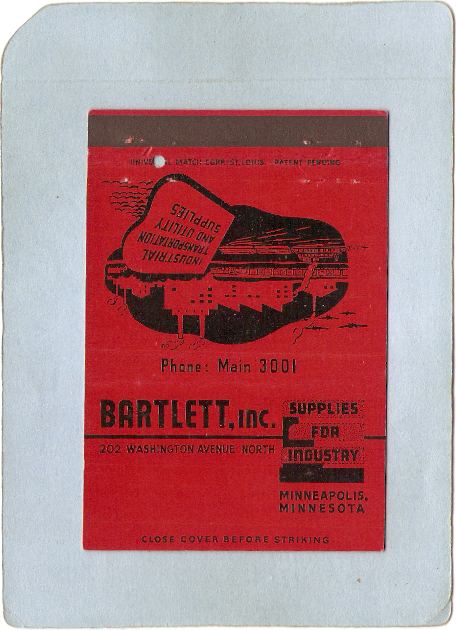 UNIVERSAL MATCH CORP., ST. LOUIS PATENT PENDING
INDUSTRIAL
TRANSPORTATION
AND UTILITY
SUPPLIES
Phone: Main 3001
BARTLETT, INC.
202 WASHINGTON AVENUE NORTH
SUPPLIES
FOR
INDUSTRY
MINNEAPOLIS,
MINNESOTA
CLOSE COVER BEFORE STRIKING